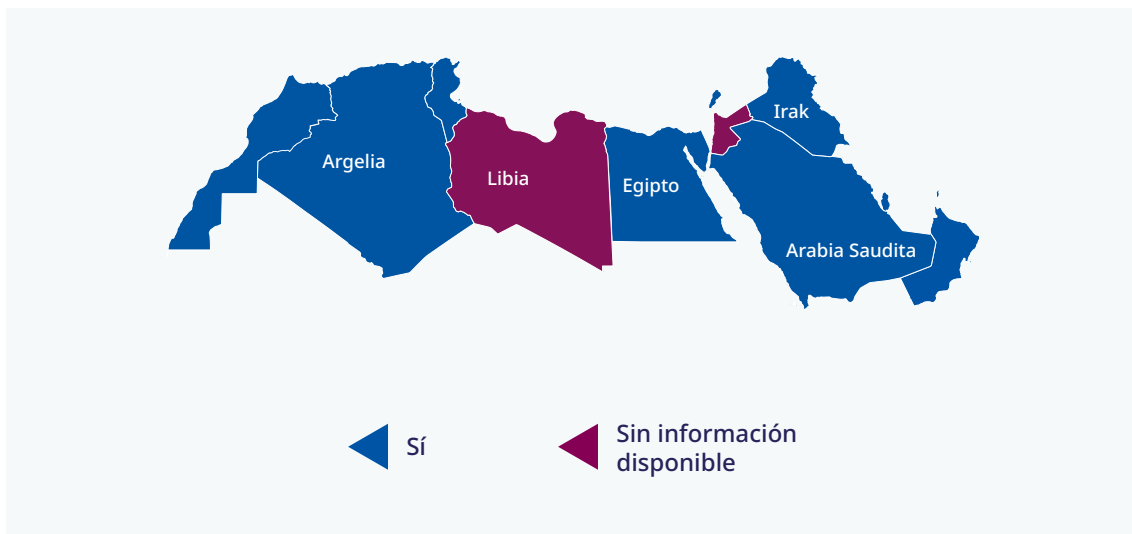 Irak
Argelia
Libia
Egipto
Arabia Saudita
Sí
Sin información
disponible